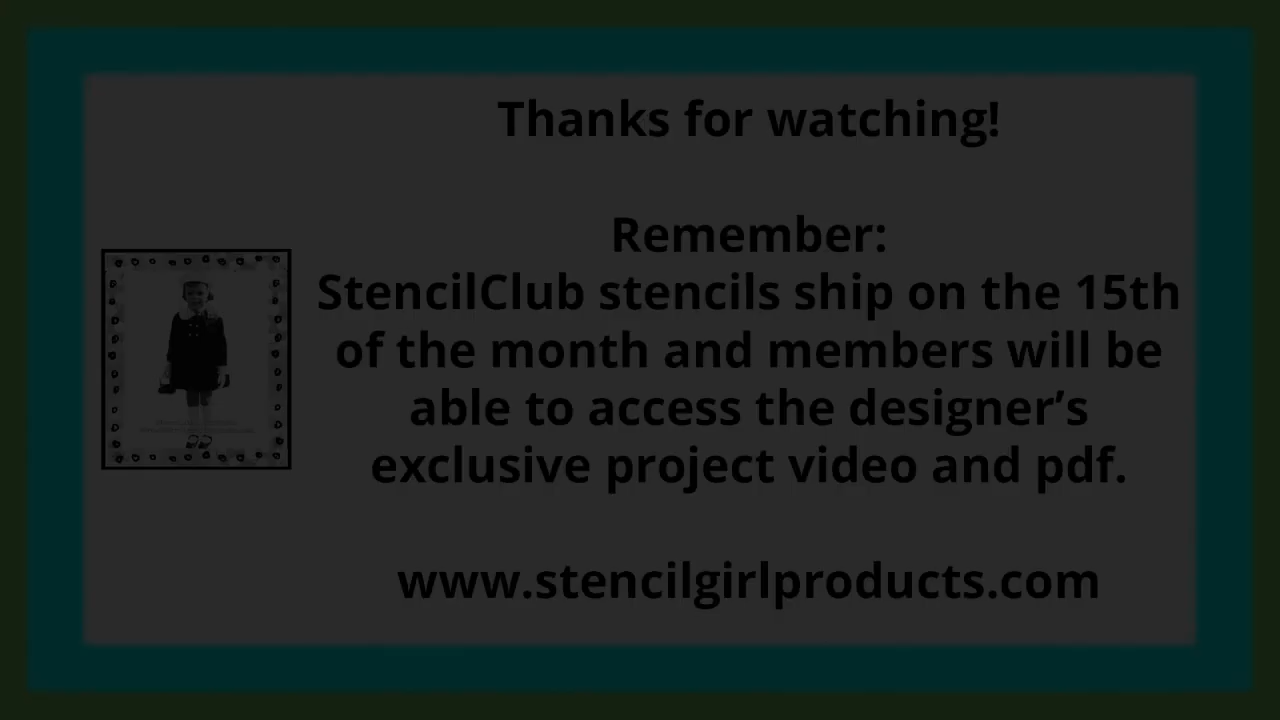 Thanks for watching!
Remember:
StencilClub stencils ship on the 15th
of the month and members will be
able to access the designer’s
exclusive project video and pdf.
www.stencilgirlproducts.com